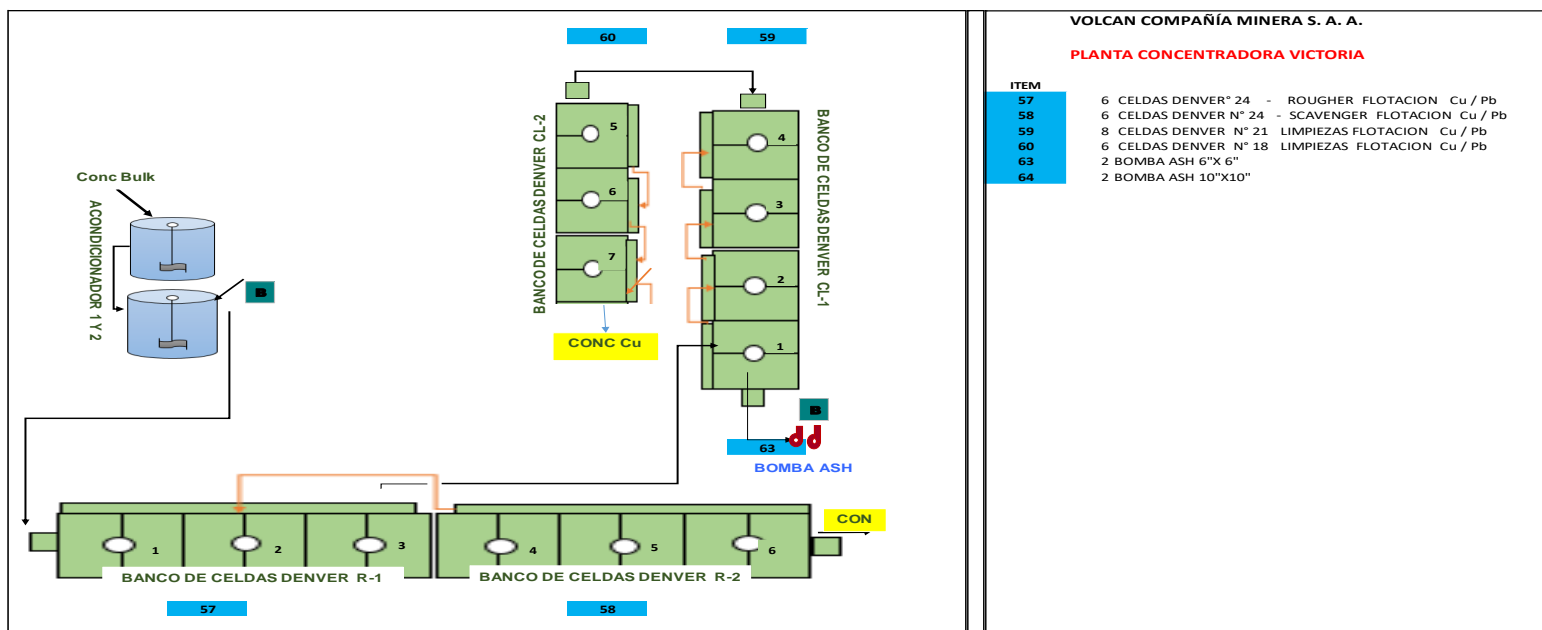 60
59
VOLCAN COMPAÑÍA MINERA S. A. A.
PLANTA CONCENTRADORA VICTORIA
ITEM
57 6 CELDAS DENVER° 24 - ROUGHER FLOTACION Cu / Pb
58 6 CELDAS DENVER N° 24 - SCAVENGER FLOTACION Cu / Pb
59 8 CELDAS DENVER N° 21 LIMPIEZAS FLOTACION Cu / Pb
60 6 CELDAS DENVER N° 18 LIMPIEZAS FLOTACION Cu / Pb
63 2 BOMBA ASH 6"X 6"
64 2 BOMBA ASH 10"X10"
BANCO DE CELDAS DENVER CL-2
5
6
7
BANCO DE CELDAS DENVER CL-1
4
3
2
1
Conc Bulk
ACONDICIONADOR 1 Y 2
B
CONC Cu
B
63
BOMBA ASH
CON
1
2
3
4
5
6
BANCO DE CELDAS DENVER R-1
BANCO DE CELDAS DENVER R-2
57
58